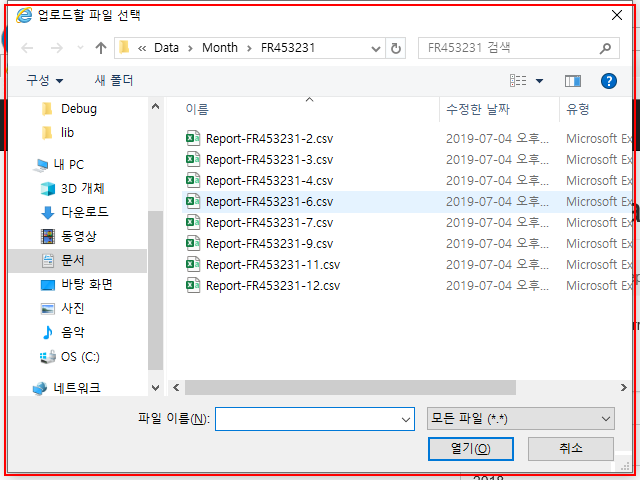 업로드할 파일 선택
« Data > Month > FR453231
FR453231 검색
구성
새 폴더
Debug
lib
내 PC
3D 개체
다운로드
동영상
문서
바탕 화면
사진
음악
OS (C:)
네트워크
이름 수정한 날짜 유형
Report-FR453231-2.csv 2019-07-04 오후... Microsoft Ex
Report-FR453231-3.csv 2019-07-04 오후... Microsoft Ex
Report-FR453231-4.csv 2019-07-04 오후... Microsoft Ex
Report-FR453231-6.csv 2019-07-04 오후... Microsoft Ex
Report-FR453231-7.csv 2019-07-04 오후... Microsoft Ex
Report-FR453231-9.csv 2019-07-04 오후... Microsoft Ex
Report-FR453231-11.csv 2019-07-04 오후... Microsoft Ex
Report-FR453231-12.csv 2019-07-04 오후... Microsoft Ex
파일 이름(N):
모든 파일 (*.*)
열기(O)
취소